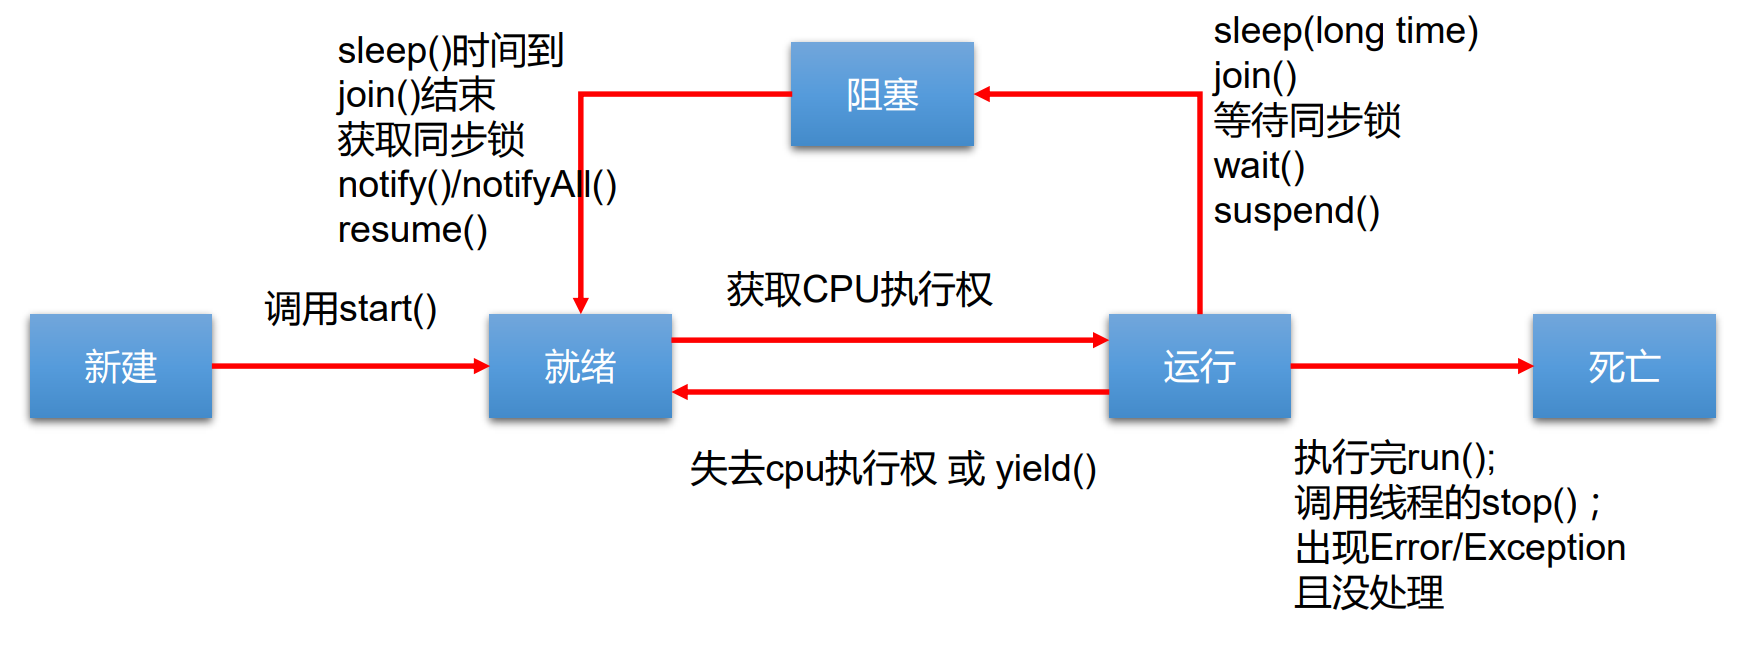 sleep()时间到
join()结束
获取同步锁
notify()/notifyAll()
resume()
阻塞
sleep(long time)
join()
等待同步锁
wait()
suspend()
调用start()
获取CPU执行权
新建
就绪
运行
死亡
失去cpu执行权 或 yield()
执行完run();
调用线程的stop()；
出现Error/Exception
且没处理